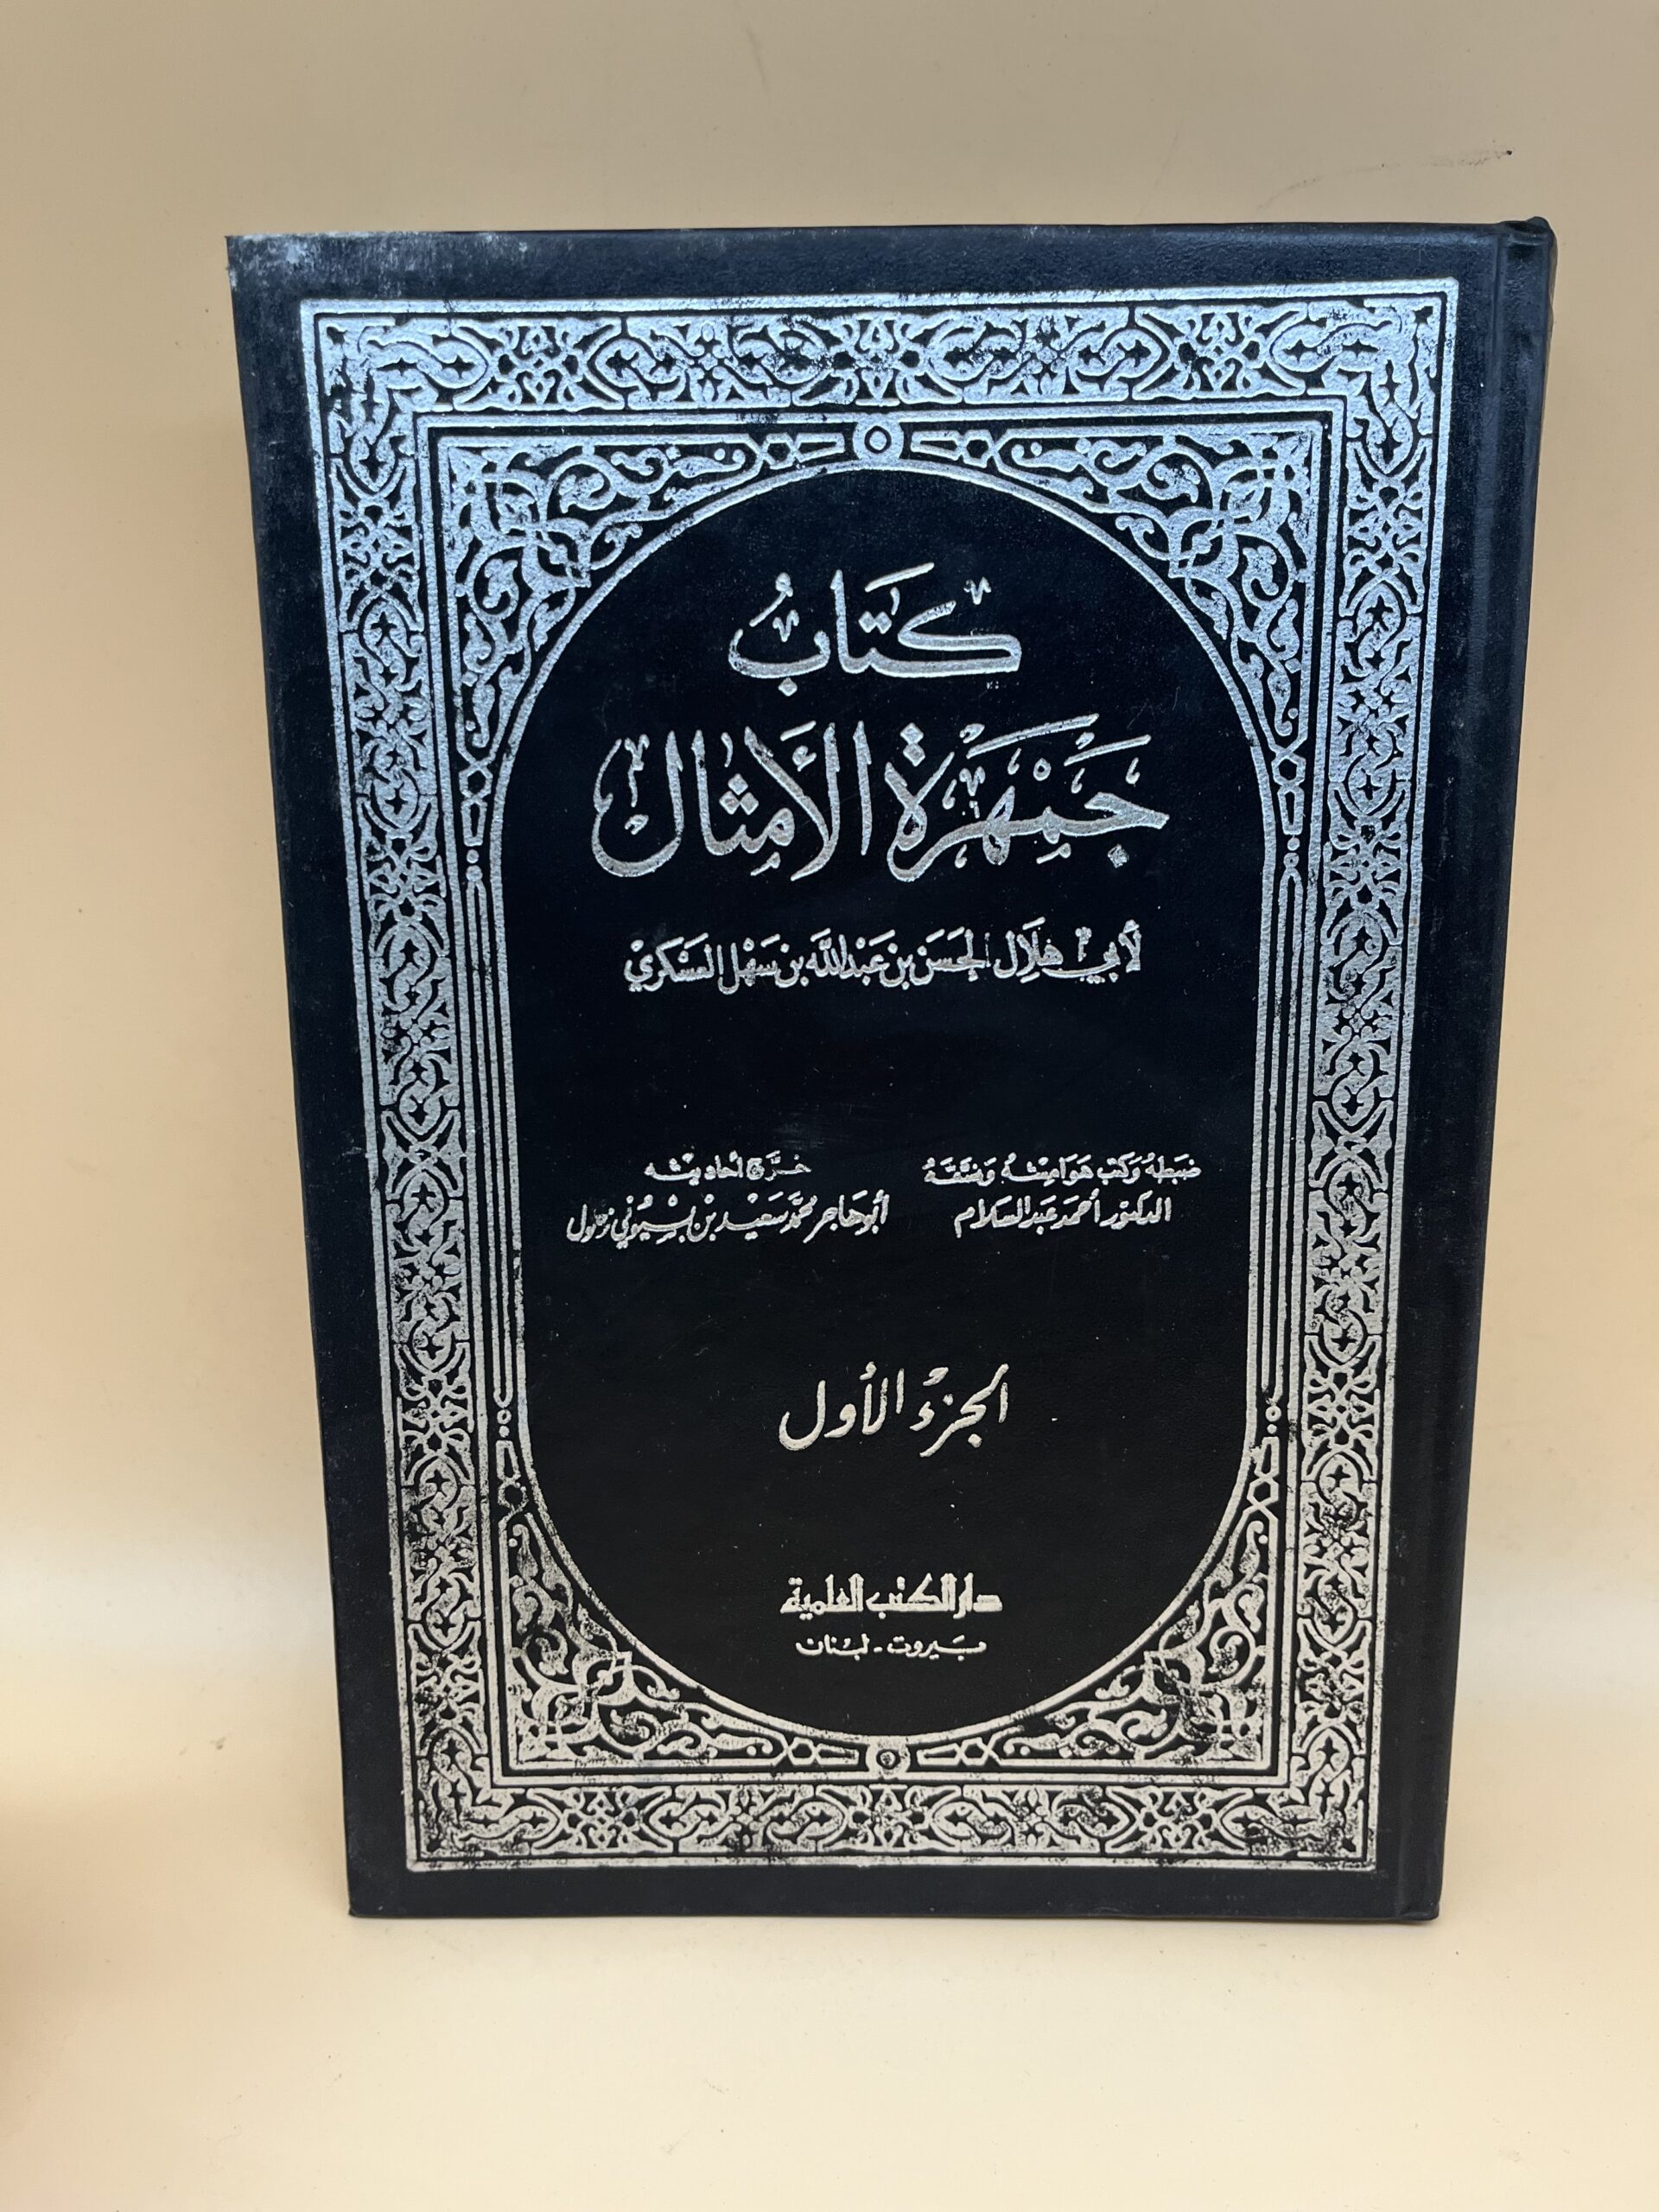 كتاب
جمهرة الأمثال
لأبي هلال الحسن بن عبد الله بن سهل العسكري
ضبطه وكتب هوامشه ونسقه
الدكتور أحمد عبد السلام
خرج أحاديثه
أبو هاجر محمد سعيد بن بسيوني زغلول
الجزء الأول
دار الكتب العلمية
بيروت - لبنان